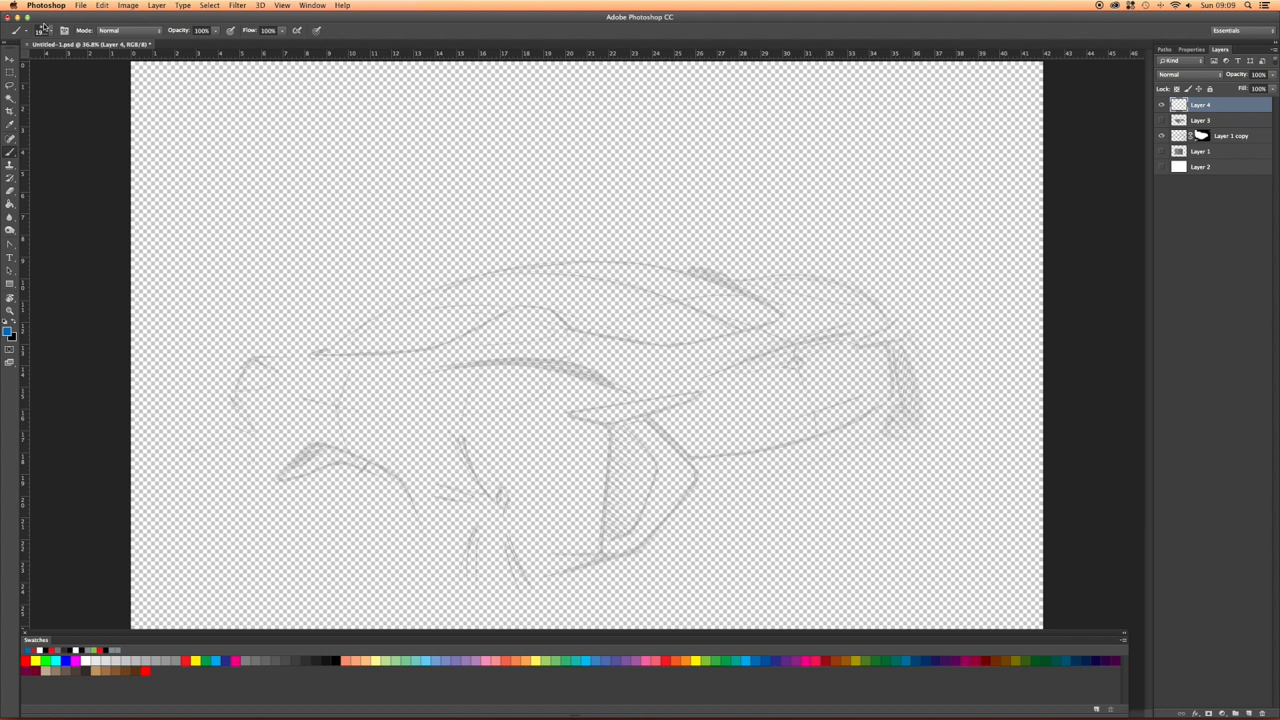 Photoshop File Edit Image Layer Type Select Filter 3D View Window Help Sun 09:09
Adobe Photoshop CC
Mode: Normal Opacity: 100% Flow: 100% Essentials
Untitled-1.psd @ 36.8% (Layer 4, RGB/8) *
Paths Properties Layers
Kind
Normal Opacity: 100%
Lock: Fill: 100%
Layer 4
Layer 3
Layer 1 copy
Layer 1
Layer 2
Swatches